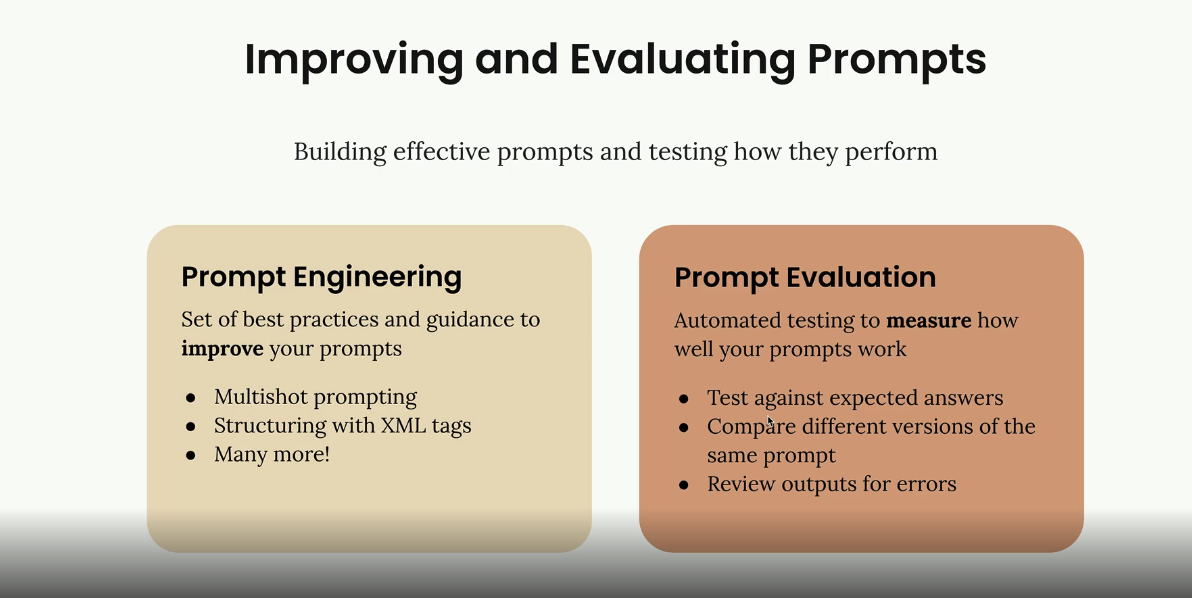 Improving and Evaluating Prompts
Building effective prompts and testing how they perform
Prompt Engineering
Set of best practices and guidance to
improve your prompts
● Multishot prompting
● Structuring with XML tags
● Many more!
Prompt Evaluation
Automated testing to measure how
well your prompts work
● Test against expected answers
● Compare different versions of the
same prompt
● Review outputs for errors